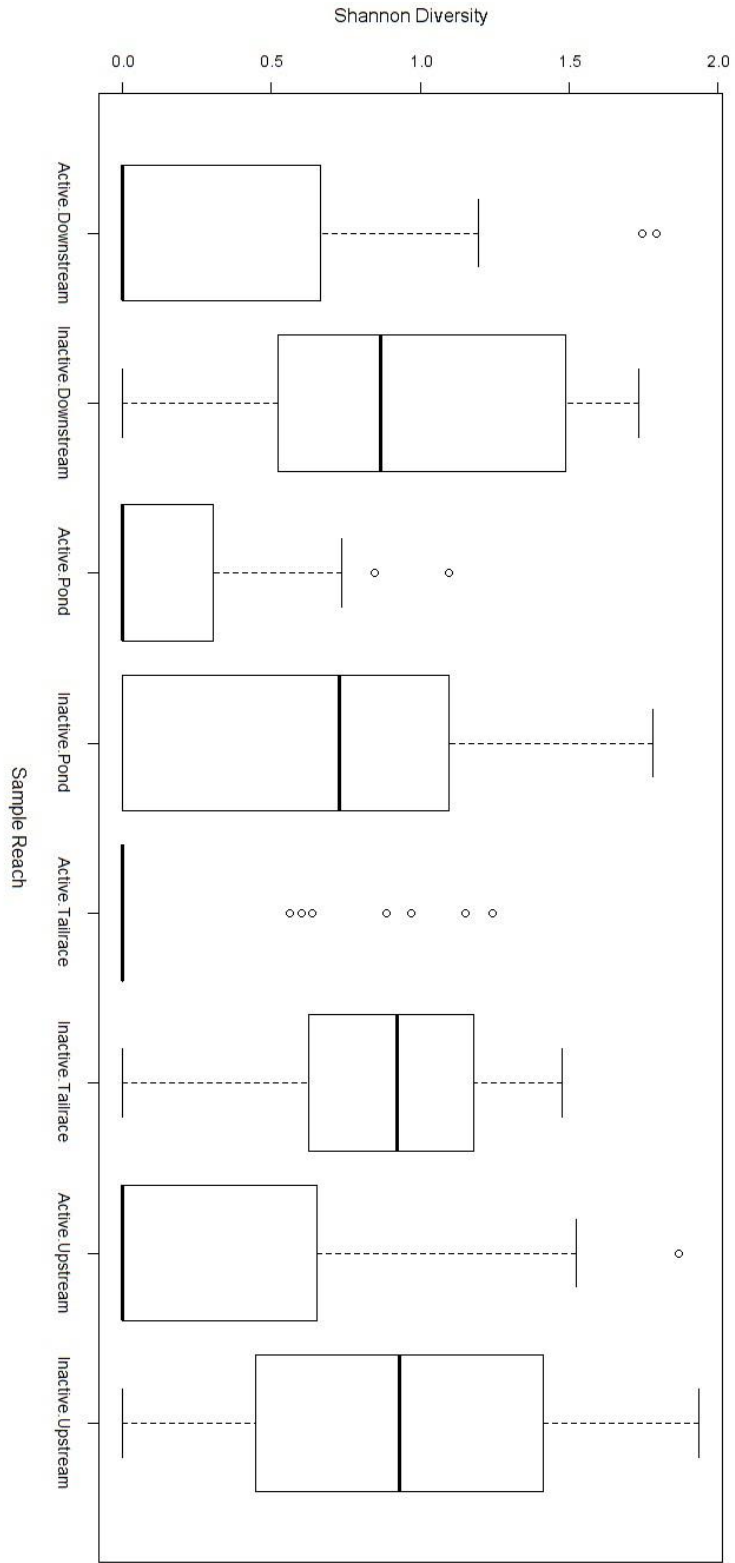 Shannon Diversity
0.0
0.5
1.0
1.5
2.0
Active.Downstream
Inactive.Downstream
Active.Pond
Inactive.Pond
Active.Tailrace
Inactive.Tailrace
Active.Upstream
Inactive.Upstream
Sample Reach